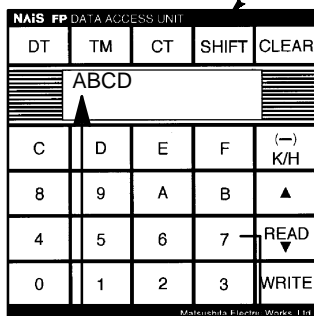 NAiS FP DATA ACCESS UNIT
DT TM CT SHIFT CLEAR
ABCD
C D E F (—) K/H
8 9 A B ▲
4 5 6 7 READ ▼
0 1 2 3 WRITE
Matsushita Electric Works, Ltd.